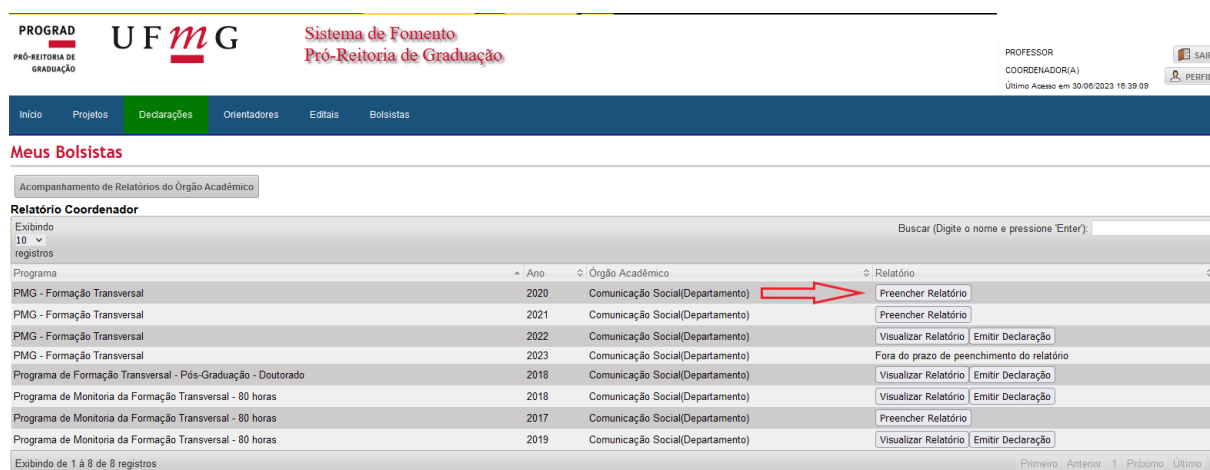 PROGRAD
PRÓ-REITORIA DE
GRADUAÇÃO
UFmG
Sistema de Fomento
Pró-Reitoria de Graduação
PROFESSOR
COORDENADOR(A)
Último Acesso em 30/06/2023 16:39:09
SAIR
PERFIL
Início Projetos Declarações Orientadores Editais Bolsistas
Meus Bolsistas
Acompanhamento de Relatórios do Órgão Acadêmico
Relatório Coordenador
Exibindo
10
registros
Buscar (Digite o nome e pressione 'Enter'):
Programa Ano Órgão Acadêmico Relatório
PMG - Formação Transversal 2020 Comunicação Social(Departamento) Preencher Relatório
PMG - Formação Transversal 2021 Comunicação Social(Departamento) Preencher Relatório
PMG - Formação Transversal 2022 Comunicação Social(Departamento) Visualizar Relatório Emitir Declaração
PMG - Formação Transversal 2023 Comunicação Social(Departamento) Fora do prazo de peenchimento do relatório
Programa de Formação Transversal - Pós-Graduação - Doutorado 2018 Comunicação Social(Departamento) Visualizar Relatório Emitir Declaração
Programa de Monitoria da Formação Transversal - 80 horas 2018 Comunicação Social(Departamento) Visualizar Relatório Emitir Declaração
Programa de Monitoria da Formação Transversal - 80 horas 2017 Comunicação Social(Departamento) Preencher Relatório
Programa de Monitoria da Formação Transversal - 80 horas 2019 Comunicação Social(Departamento) Visualizar Relatório Emitir Declaração
Exibindo de 1 à 8 de 8 registros
Primeiro Anterior 1 Próximo Último